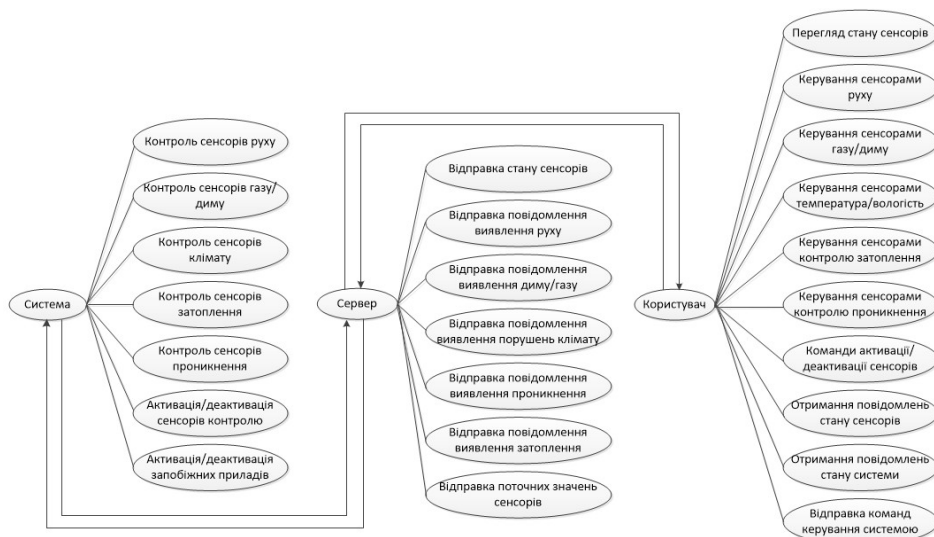 Система
Контроль сенсорів руху
Контроль сенсорів газу/
диму
Контроль сенсорів
клімату
Контроль сенсорів
затоплення
Контроль сенсорів
проникнення
Активація/деактивація
сенсорів контролю
Активація/деактивація
запобіжних приладів
Сервер
Відправка стану сенсорів
Відправка повідомлення
виявлення руху
Відправка повідомлення
виявлення диму/газу
Відправка повідомлення
виявлення порушень клімату
Відправка повідомлення
виявлення проникнення
Відправка повідомлення
виявлення затоплення
Відправка поточних значень
сенсорів
Користувач
Перегляд стану сенсорів
Керування сенсорами
руху
Керування сенсорами
газу/диму
Керування сенсорами
температура/вологість
Керування сенсорами
контролю затоплення
Керування сенсорами
контролю проникнення
Команди активації/
деактивації сенсорів
Отримання повідомлень
стану сенсорів
Отримання повідомлень
стану системи
Відправка команд
керування системою